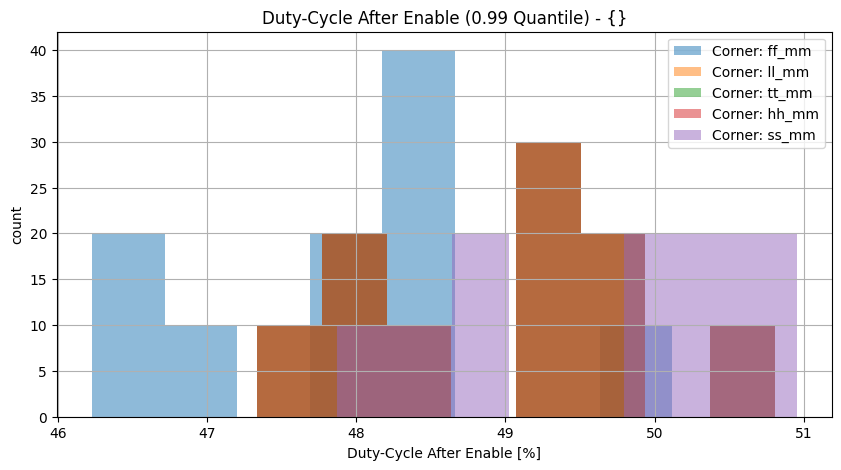 Duty-Cycle After Enable (0.99 Quantile) - {}
Corner: ff_mm
Corner: ll_mm
Corner: tt_mm
Corner: hh_mm
Corner: ss_mm
count
40
35
30
25
20
15
10
5
0
46
47
48
49
50
51
Duty-Cycle After Enable [%]